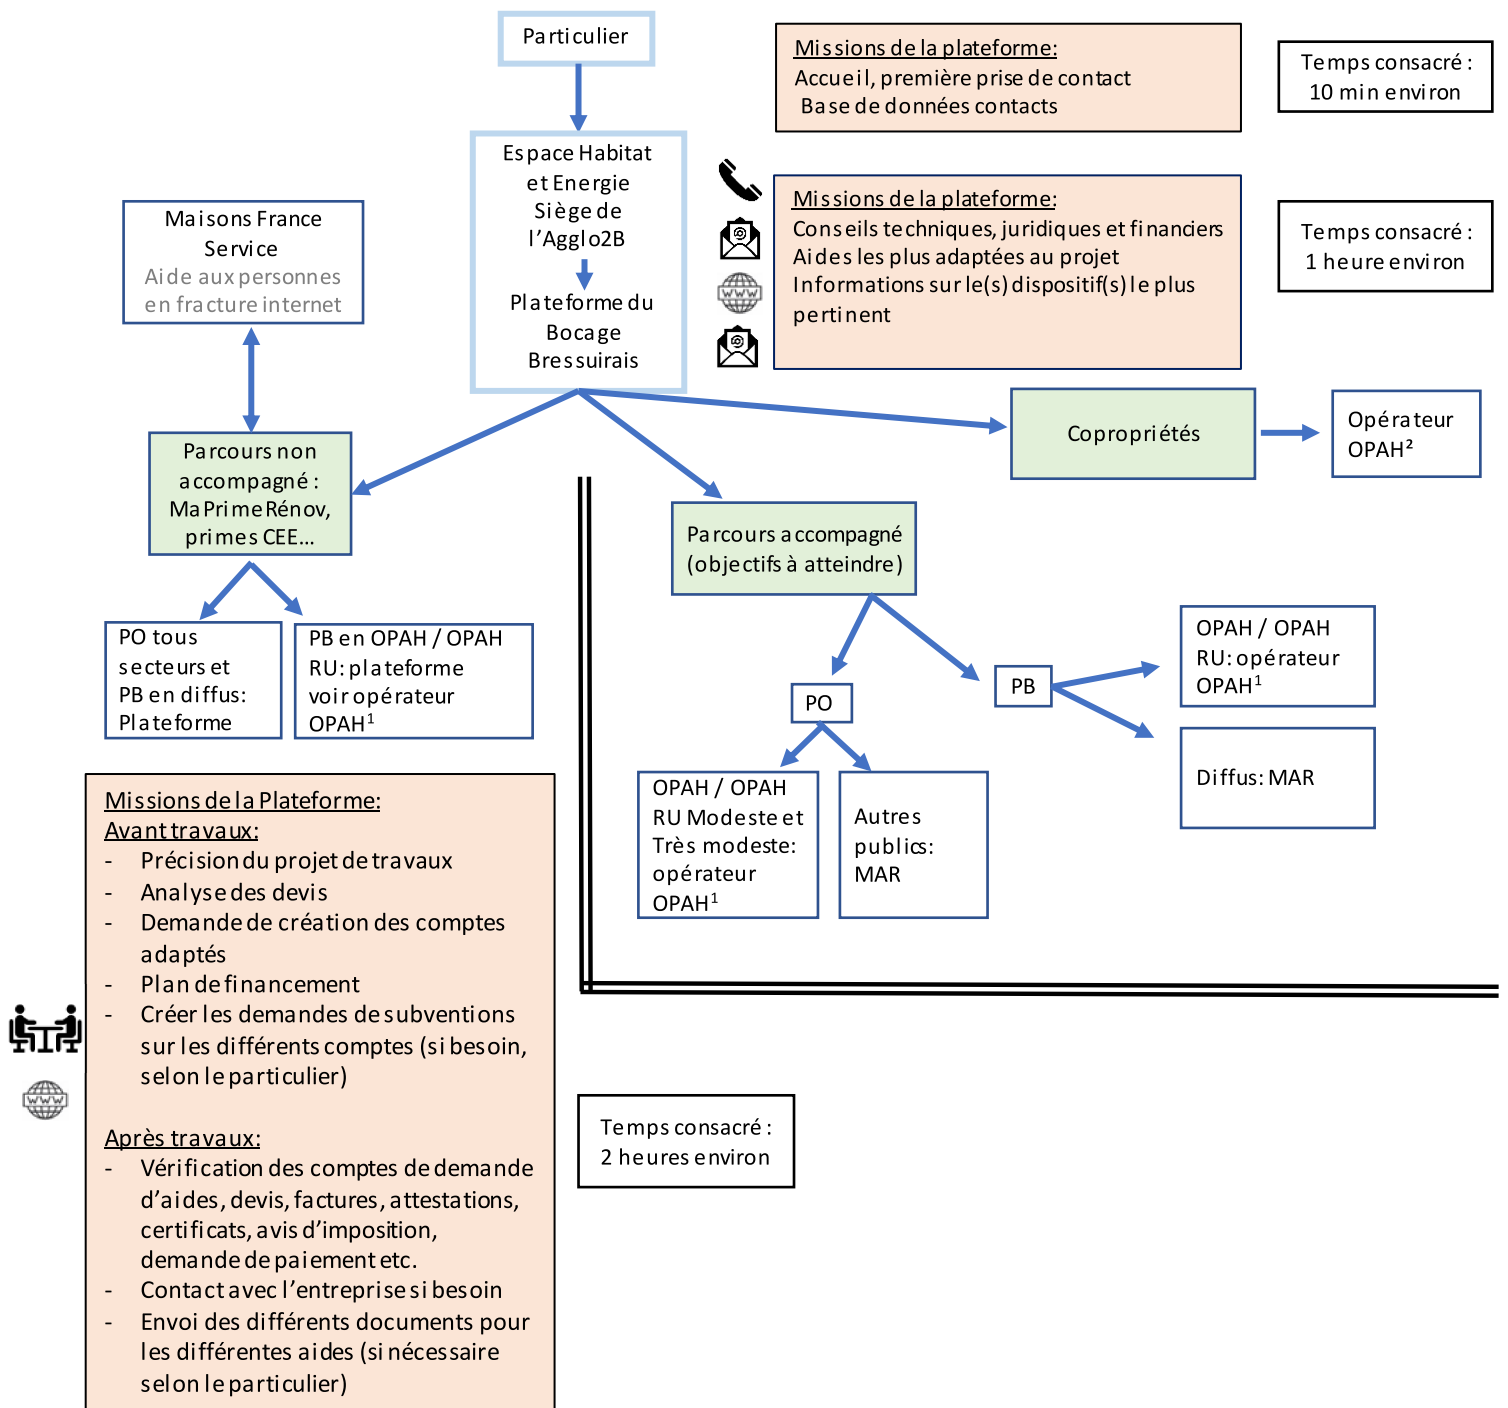 Particulier
Missions de la plateforme:
Accueil, première prise de contact
Base de données contacts
Temps consacré :
10 min environ
Espace Habitat
et Energie
Siège de
l'Agglo2B
Plateforme du
Bocage
Bressuirais
Missions de la plateforme:
Conseils techniques, juridiques et financiers
Aides les plus adaptées au projet
Informations sur le(s) dispositif(s) le plus
pertinent
Temps consacré :
1 heure environ
Maisons France
Service
Aide aux personnes
en fracture internet
Parcours non
accompagné :
MaPrimeRénov,
primes CEE...
Copropriétés
Opérateur
OPAH²
Parcours accompagné
(objectifs à atteindre)
PO tous
secteurs et
PB en diffus:
Plateforme
PB en OPAH / OPAH
RU: plateforme
voir opérateur
OPAH¹
PO
PB
OPAH / OPAH
RU: opérateur
OPAH¹
Diffus: MAR
OPAH / OPAH
RU Modeste et
Très modeste:
opérateur
OPAH¹
Autres
publics:
MAR
Missions de la Plateforme:
Avant travaux:
- Précision du projet de travaux
- Analyse des devis
- Demande de création des comptes
adaptés
- Plan de financement
- Créer les demandes de subventions
sur les différents comptes (si besoin,
selon le particulier)
Après travaux:
- Vérification des comptes de demande
d'aides, devis, factures, attestations,
certificats, avis d'imposition,
demande de paiement etc.
- Contact avec l'entreprise si besoin
- Envoi des différents documents pour
les différentes aides (si nécessaire
selon le particulier)
Temps consacré :
2 heures environ
WWW
WWW